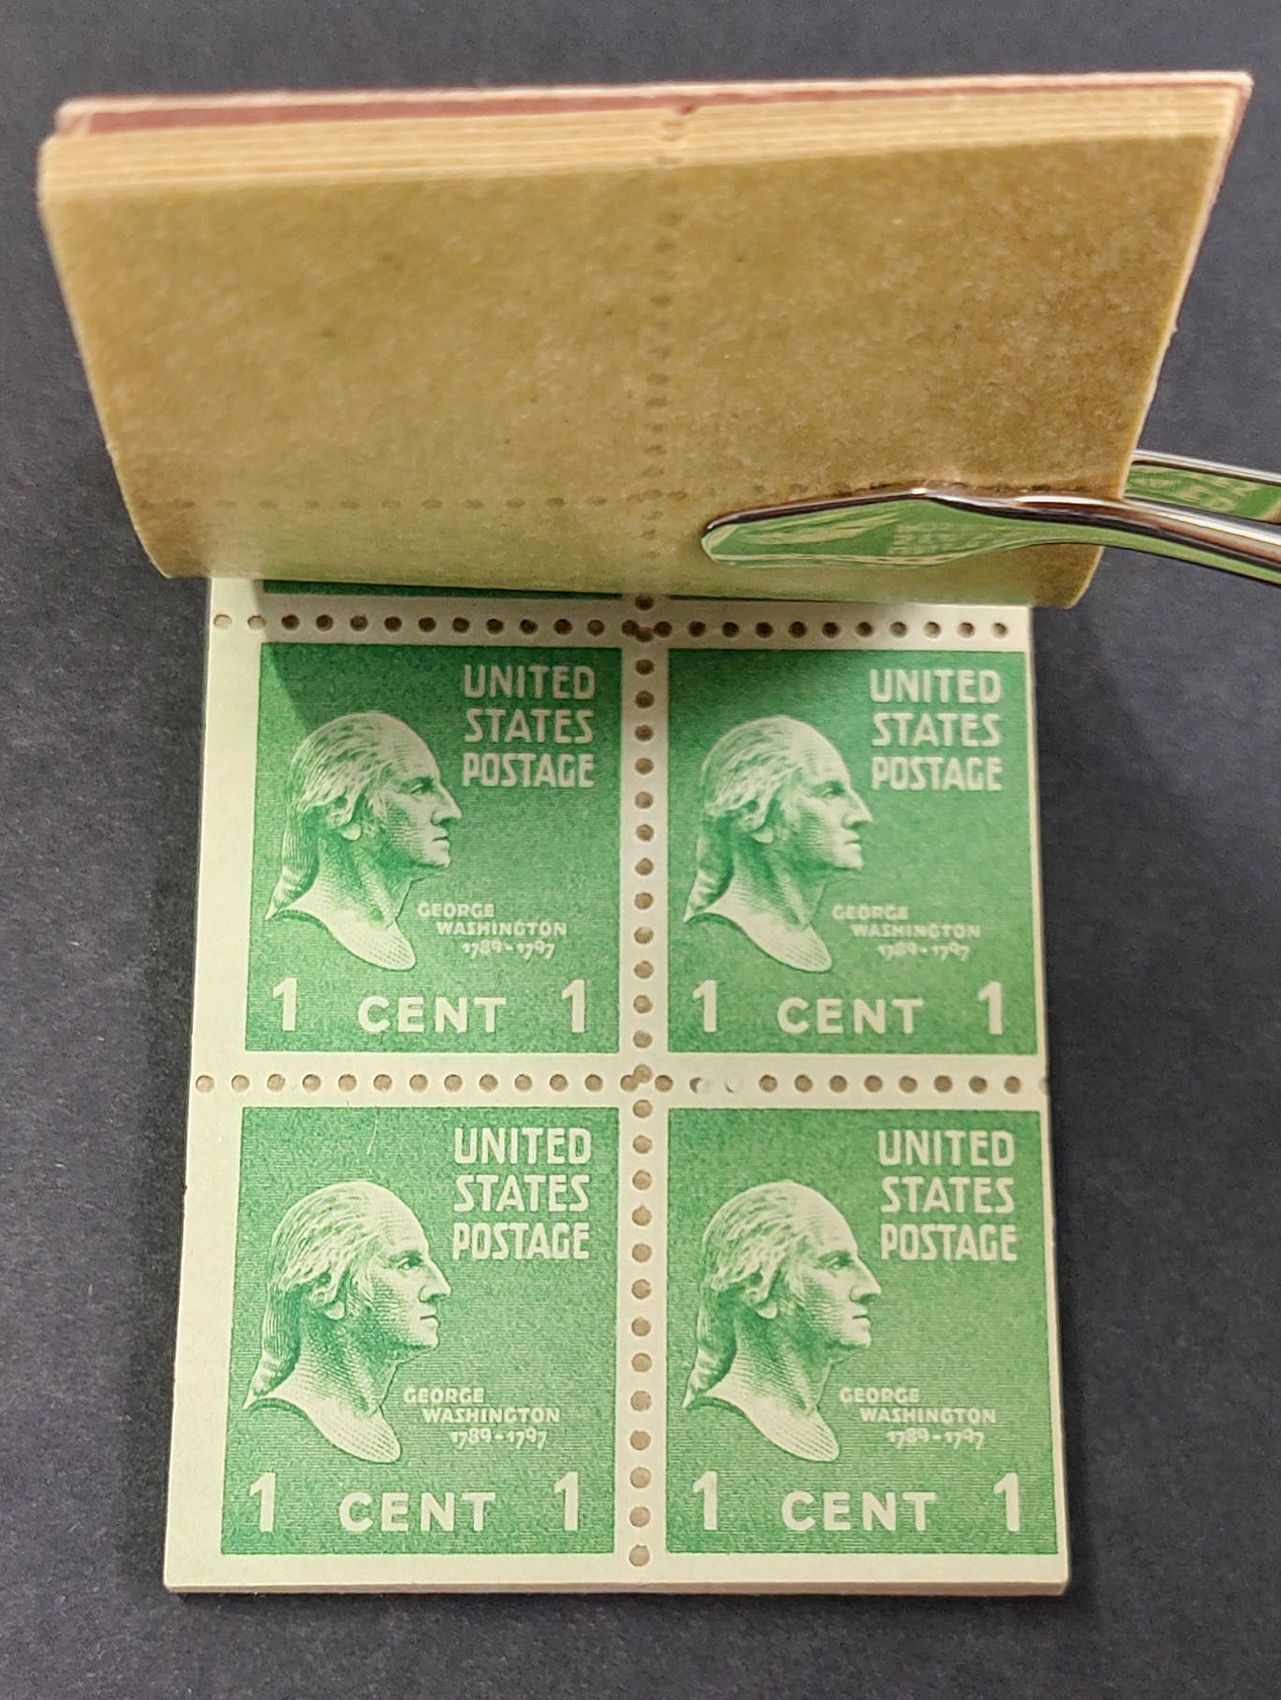 UNITED
STATES
POSTAGE
GEORGE
WASHINGTON
1789-1797
1 CENT 1
UNITED
STATES
POSTAGE
GEORGE
WASHINGTON
1789-1797
1 CENT 1
UNITED
STATES
POSTAGE
GEORGE
WASHINGTON
1789-1797
1 CENT 1
UNITED
STATES
POSTAGE
GEORGE
WASHINGTON
1789-1797
1 CENT 1